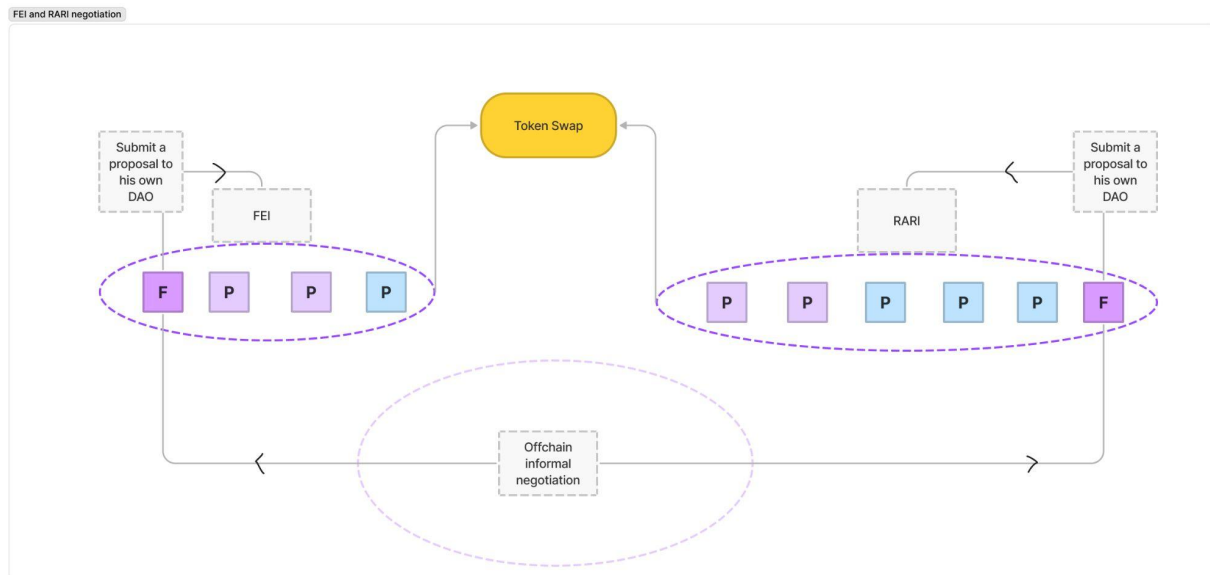 FEI and RARI negotiation
Token Swap
Submit a
proposal to
his own
DAO
FEI
F
P
P
P
Submit a
proposal to
his own
DAO
RARI
P
P
P
P
P
F
Offchain
informal
negotiation